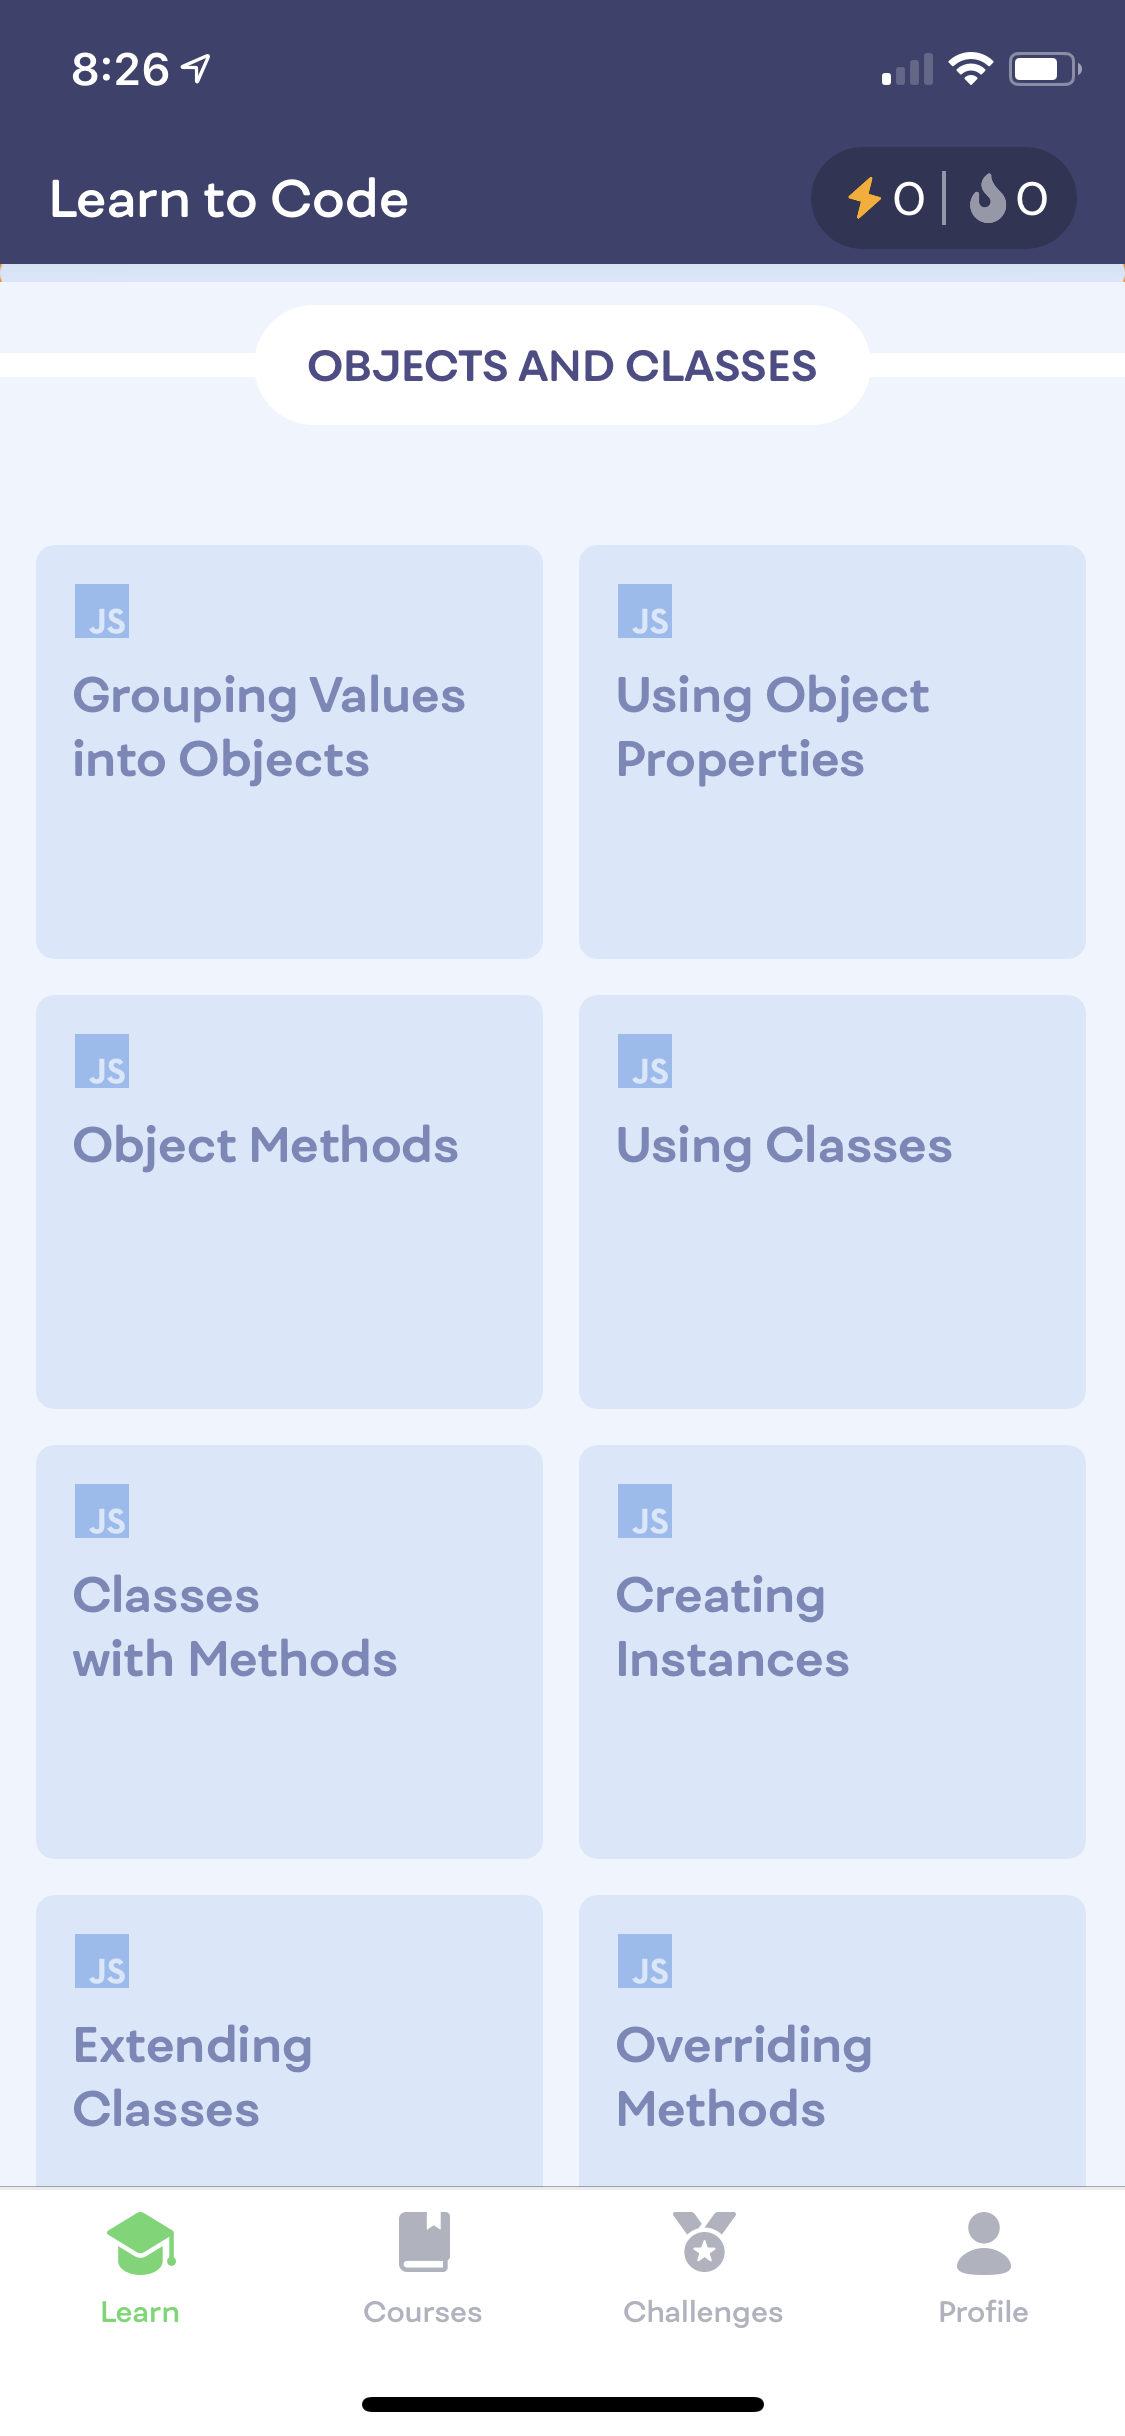 8:26
Learn to Code
0 | 0
OBJECTS AND CLASSES
JS
Grouping Values
into Objects
JS
Using Object
Properties
JS
Object Methods
JS
Using Classes
JS
Classes
with Methods
JS
Creating
Instances
JS
Extending
Classes
JS
Overriding
Methods
Learn
Courses
Challenges
Profile